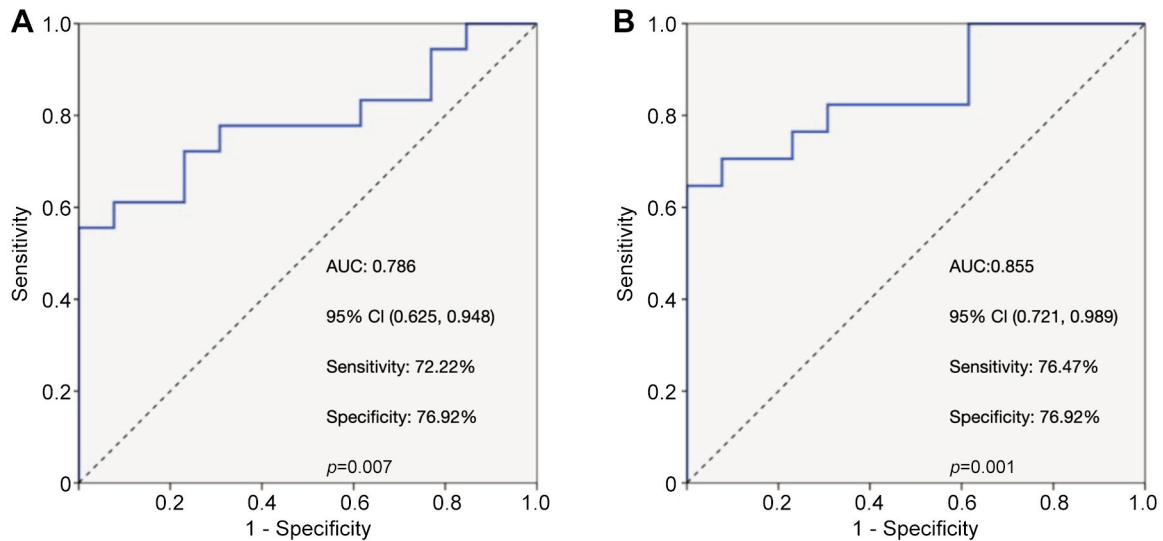 A
1.0
0.8
0.6
0.4
0.2
0
Sensitivity
AUC: 0.786
95% CI (0.625, 0.948)
Sensitivity: 72.22%
Specificity: 76.92%
p=0.007
0.2 0.4 0.6 0.8 1.0
1 - Specificity
B
1.0
0.8
0.6
0.4
0.2
0
Sensitivity
AUC:0.855
95% CI (0.721, 0.989)
Sensitivity: 76.47%
Specificity: 76.92%
p=0.001
0.2 0.4 0.6 0.8 1.0
1 - Specificity